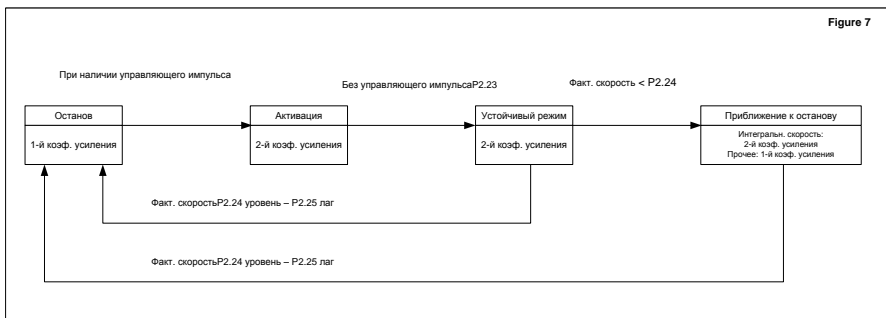 Figure 7
При наличии управляющего импульса
Без управляющего импульсаP2.23
Факт. скорость < P2.24
Останов
1-й коэф. усиления
Активация
2-й коэф. усиления
Устойчивый режим
2-й коэф. усиления
Приближение к останову
Интегральн. скорость:
2-й коэф. усиления
Прочее: 1-й коэф. усиления
Факт. скоростьP2.24 уровень – P2.25 лаг
Факт. скоростьP2.24 уровень – P2.25 лаг